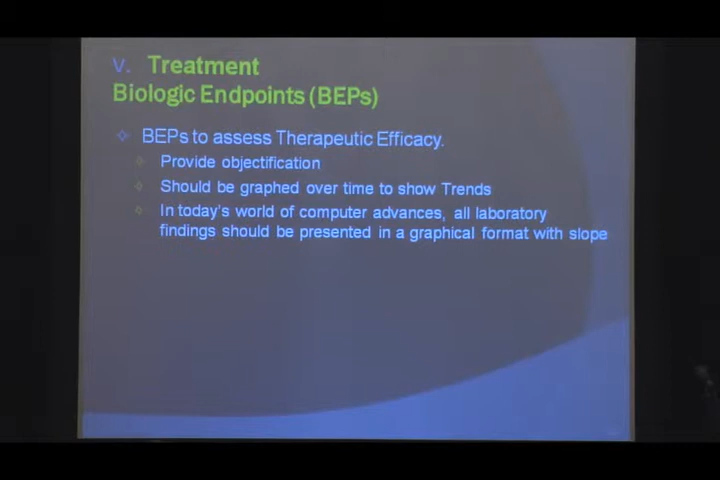 V. Treatment
Biologic Endpoints (BEPs)
BEPs to assess Therapeutic Efficacy.
Provide objectification
Should be graphed over time to show Trends
In today's world of computer advances, all laboratory
findings should be presented in a graphical format with slope